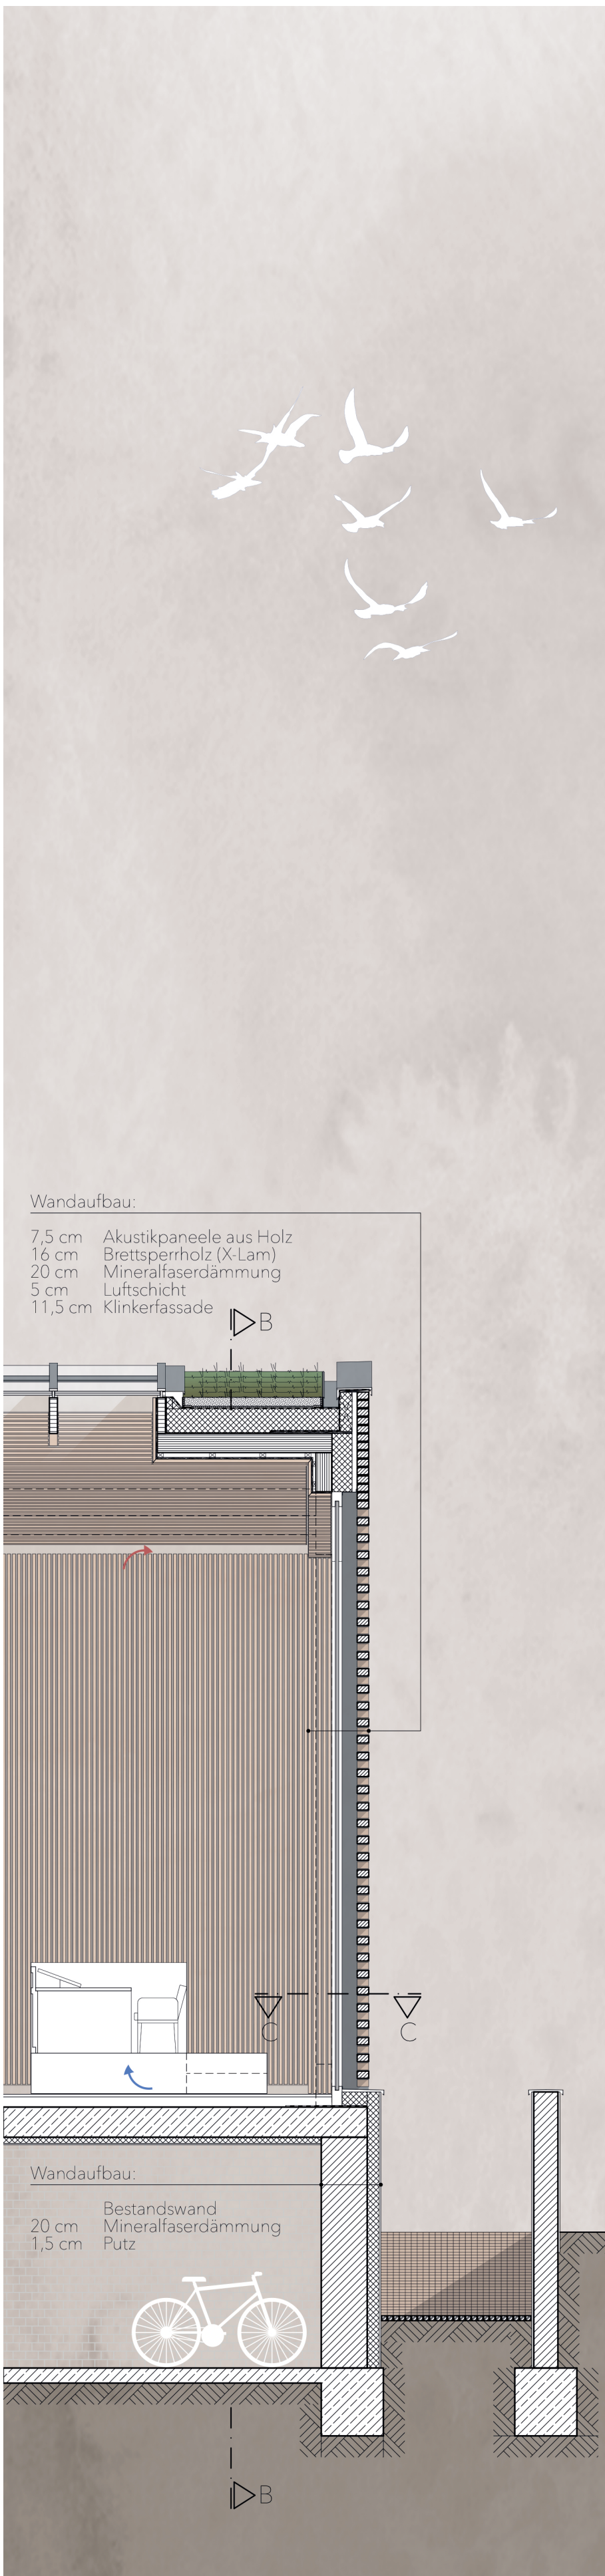 Wandaufbau:
7,5 cm Akustikpaneele aus Holz
16 cm Brettsperrholz (X-Lam)
20 cm Mineralfaserdämmung
5 cm Luftschicht
11,5 cm Klinkerfassade
B
C C
Wandaufbau:
Bestandswand
20 cm Mineralfaserdämmung
1,5 cm Putz
B